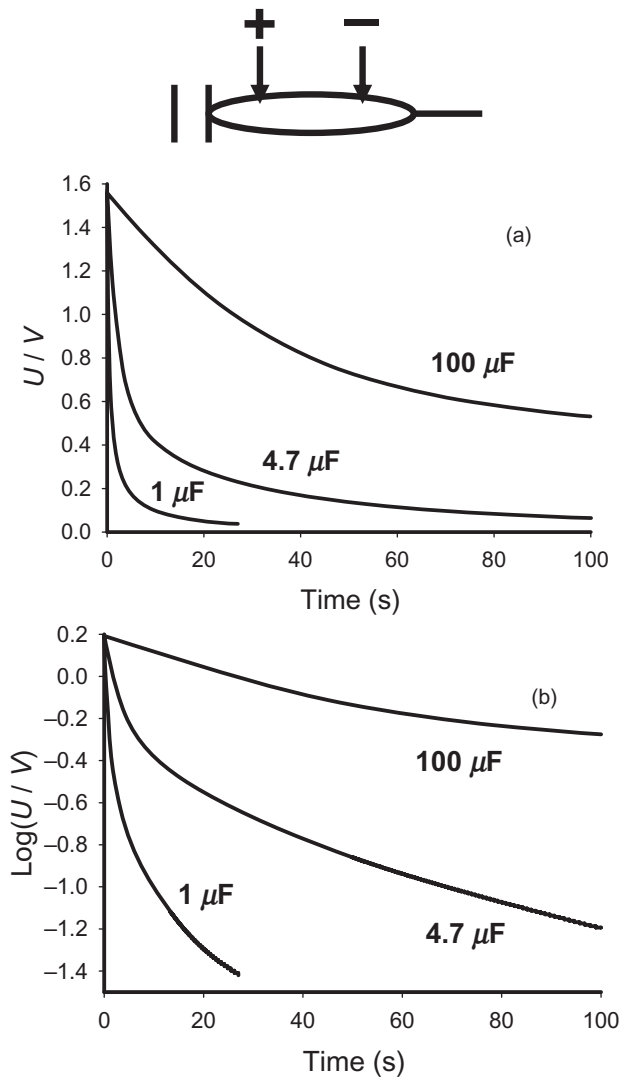 + −
1.6
1.4
(a)
1.2
1.0
U / V
0.8
100 μF
0.6
0.4
4.7 μF
0.2
1 μF
0.0
0 20 40 60 80 100
Time (s)
0.2
0.0
(b)
–0.2
–0.4
100 μF
–0.6
Log(U / V)
–0.8
–1.0
1 μF
–1.2
4.7 μF
–1.4
0 20 40 60 80 100
Time (s)